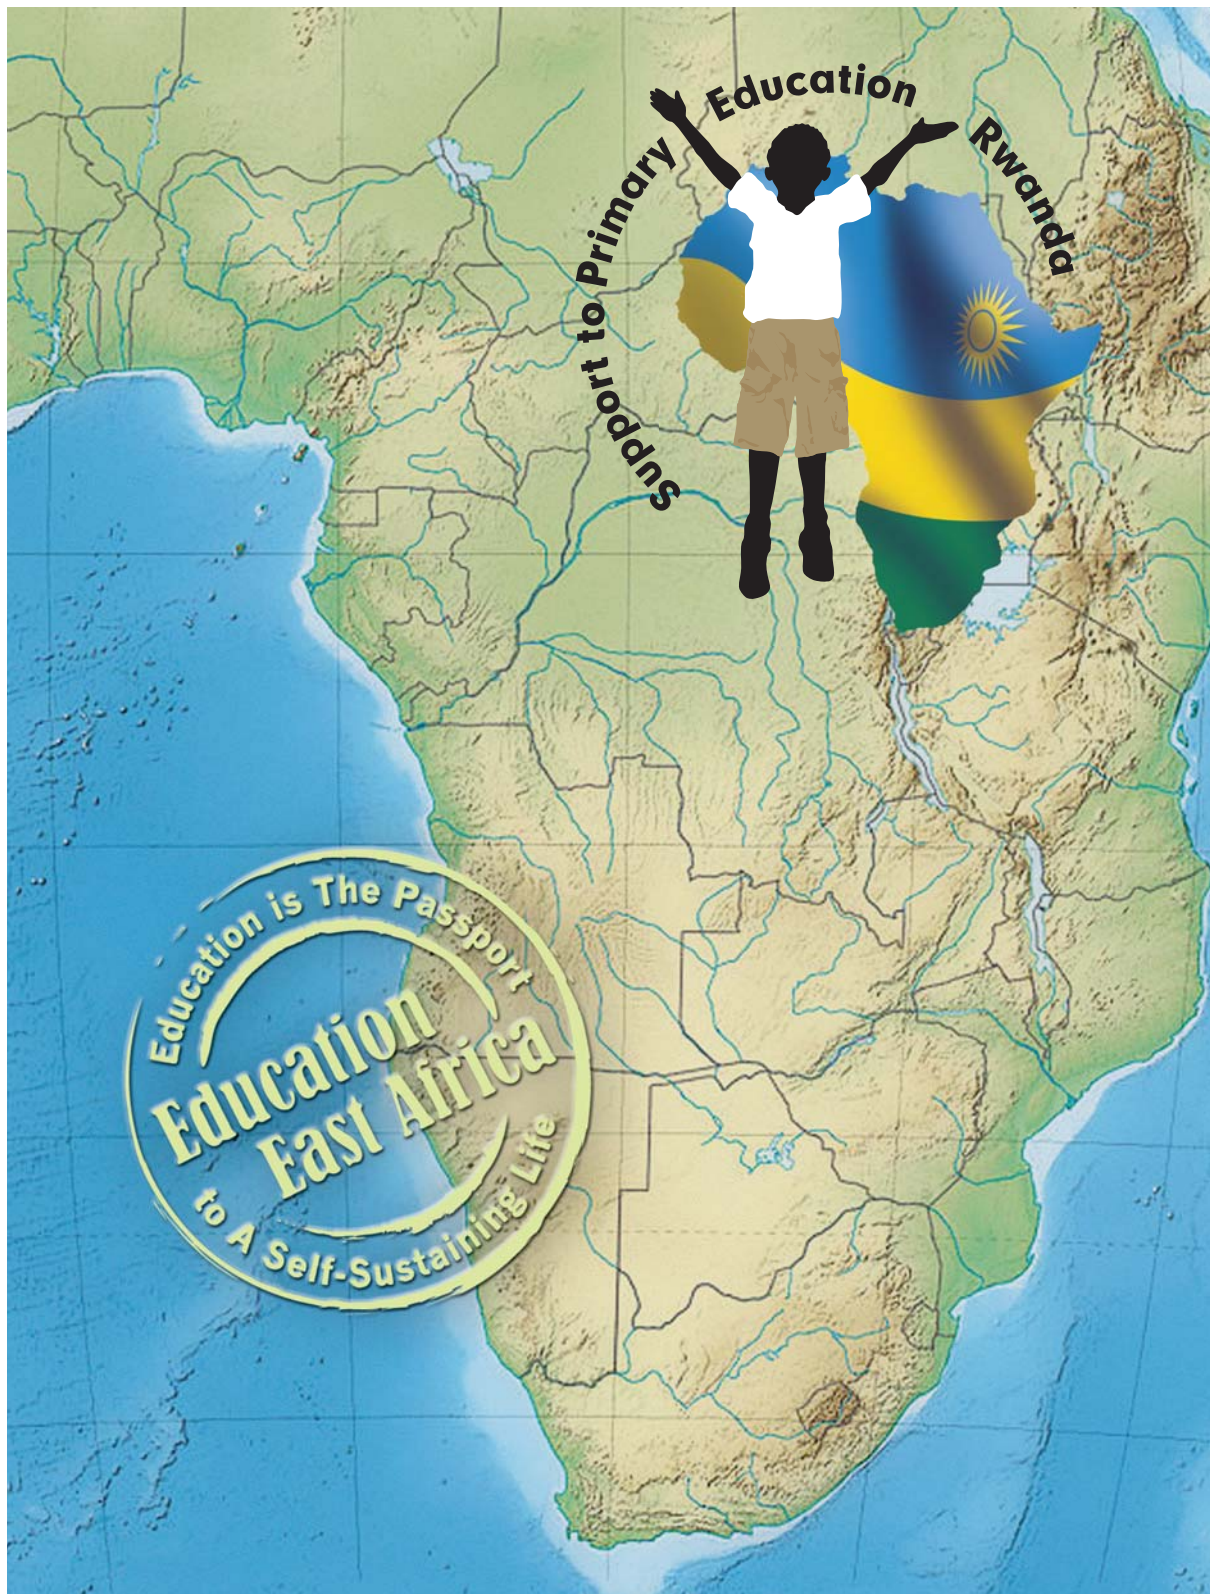 Support to Primary Education Rwanda
Education is The Passport
Education
East Africa
to A Self-Sustaining Life